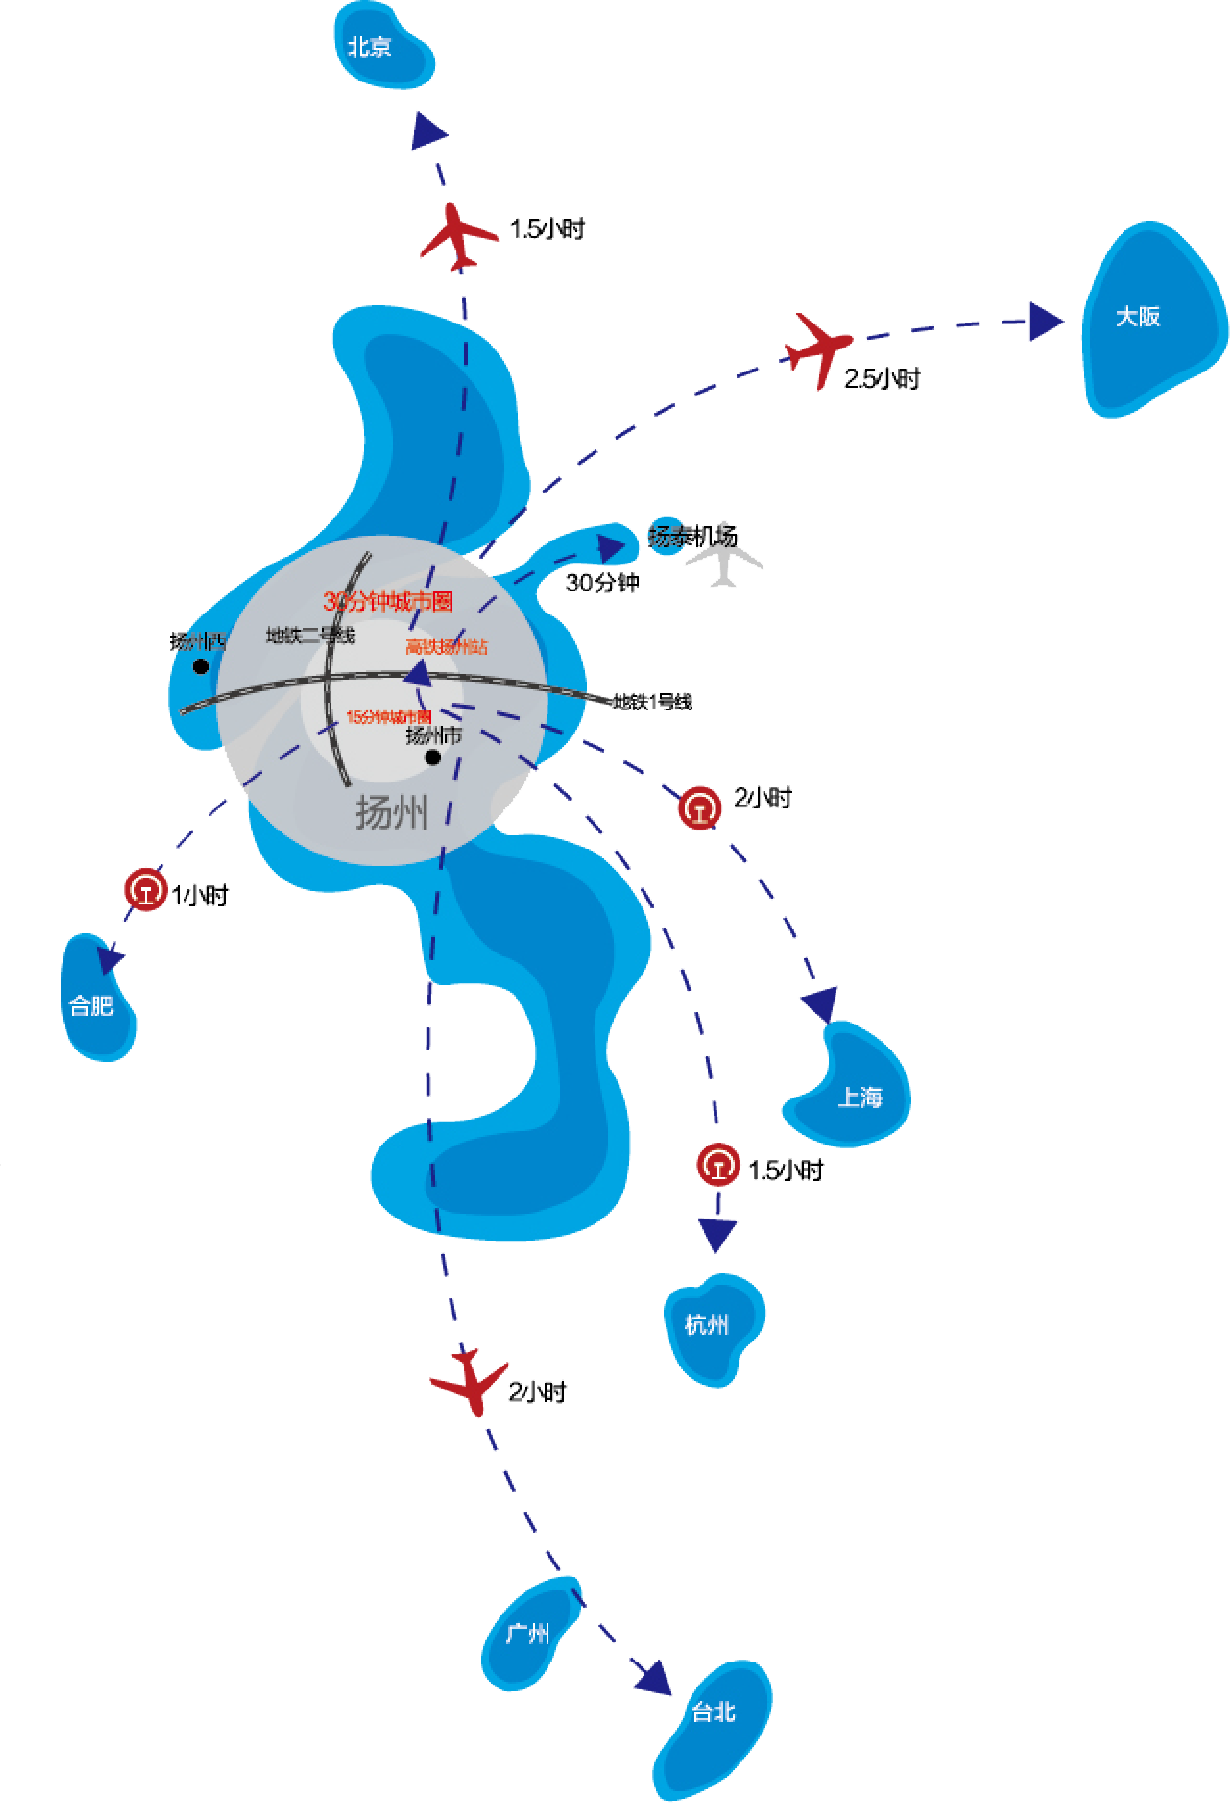 北京
1.5小时
大阪
2.5小时
扬泰机场
30分钟
30分钟城市圈
地铁二号线
扬州西
高铁扬州站
地铁1号线
15分钟城市圈
扬州市
扬州
2小时
1小时
合肥
上海
1.5小时
杭州
2小时
广州
台北